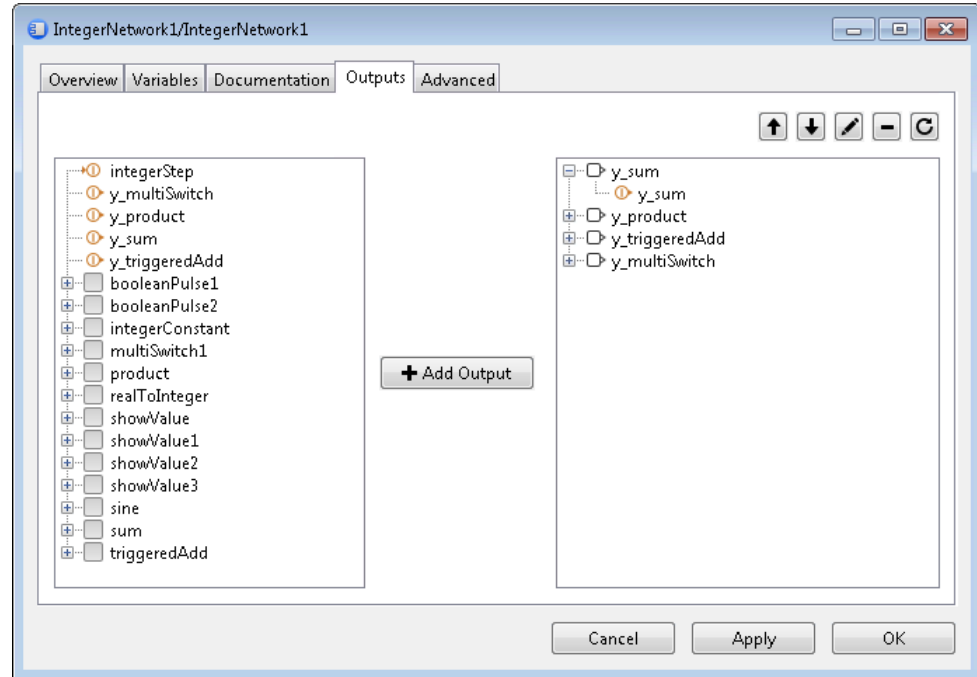 IntegerNetwork1/IntegerNetwork1
Overview Variables Documentation Outputs Advanced
integerStep
y_multiSwitch
y_product
y_sum
y_triggeredAdd
booleanPulse1
booleanPulse2
integerConstant
multiSwitch1
product
realToInteger
showValue
showValue1
showValue2
showValue3
sine
sum
triggeredAdd
Add Output
y_sum
y_sum
y_product
y_triggeredAdd
y_multiSwitch
Cancel Apply OK